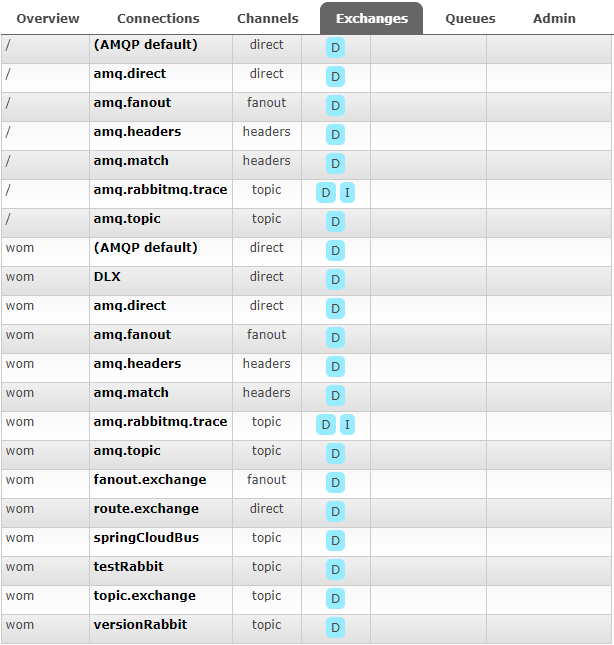 Overview Connections Channels Exchanges Queues Admin
/ (AMQP default) direct D
/ amq.direct direct D
/ amq.fanout fanout D
/ amq.headers headers D
/ amq.match headers D
/ amq.rabbitmq.trace topic D I
/ amq.topic topic D
wom (AMQP default) direct D
wom DLX direct D
wom amq.direct direct D
wom amq.fanout fanout D
wom amq.headers headers D
wom amq.match headers D
wom amq.rabbitmq.trace topic D I
wom amq.topic topic D
wom fanout.exchange fanout D
wom route.exchange direct D
wom springCloudBus topic D
wom testRabbit topic D
wom topic.exchange topic D
wom versionRabbit topic D